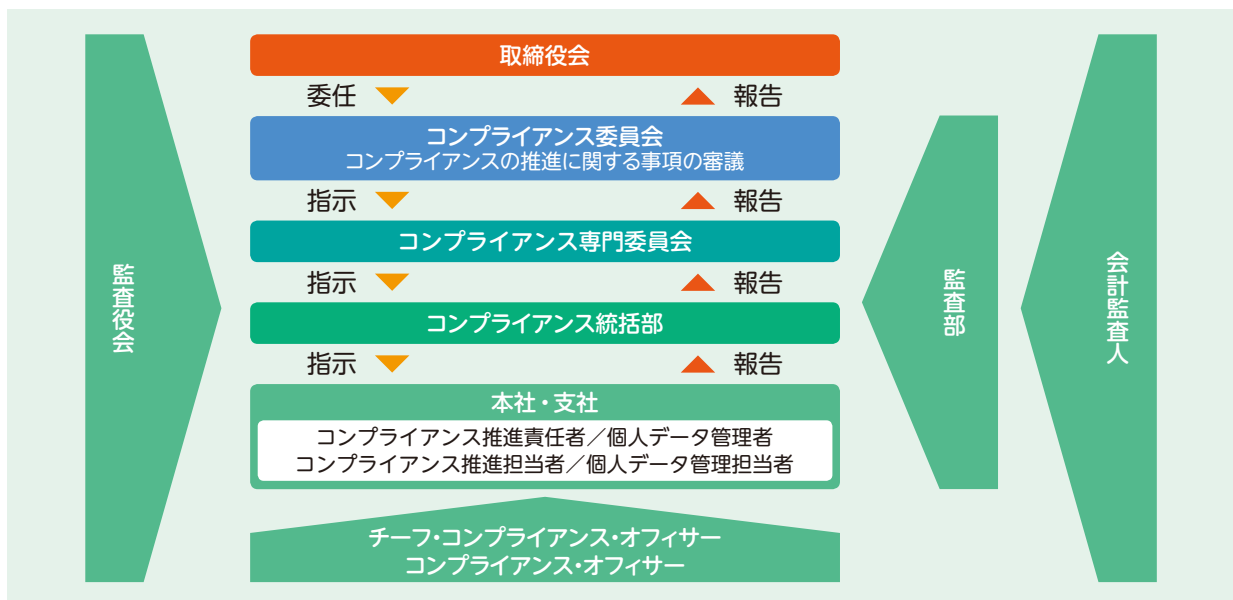 取締役会
委任
報告
コンプライアンス委員会
コンプライアンスの推進に関する事項の審議
指示
報告
コンプライアンス専門委員会
指示
報告
コンプライアンス統括部
指示
報告
本社・支社
コンプライアンス推進責任者／個人データ管理者
コンプライアンス推進担当者／個人データ管理担当者
チーフ・コンプライアンス・オフィサー
コンプライアンス・オフィサー
監査役会
監査部
会計監査人